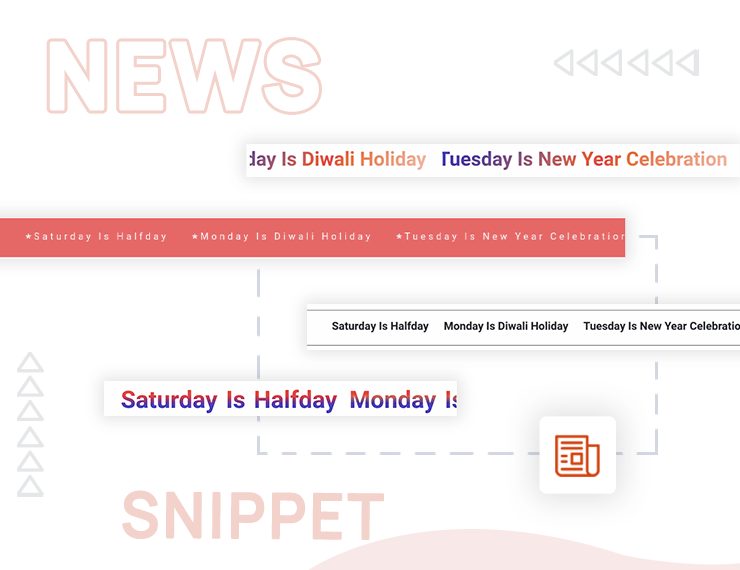 NEWS
day Is Diwali Holiday Tuesday Is New Year Celebration
*Saturday Is Halfday *Monday Is Diwali Holiday *Tuesday Is New Year Celebration
Saturday Is Halfday Monday Is Diwali Holiday Tuesday Is New Year Celebratio
Saturday Is Halfday Monday Is
SNIPPET